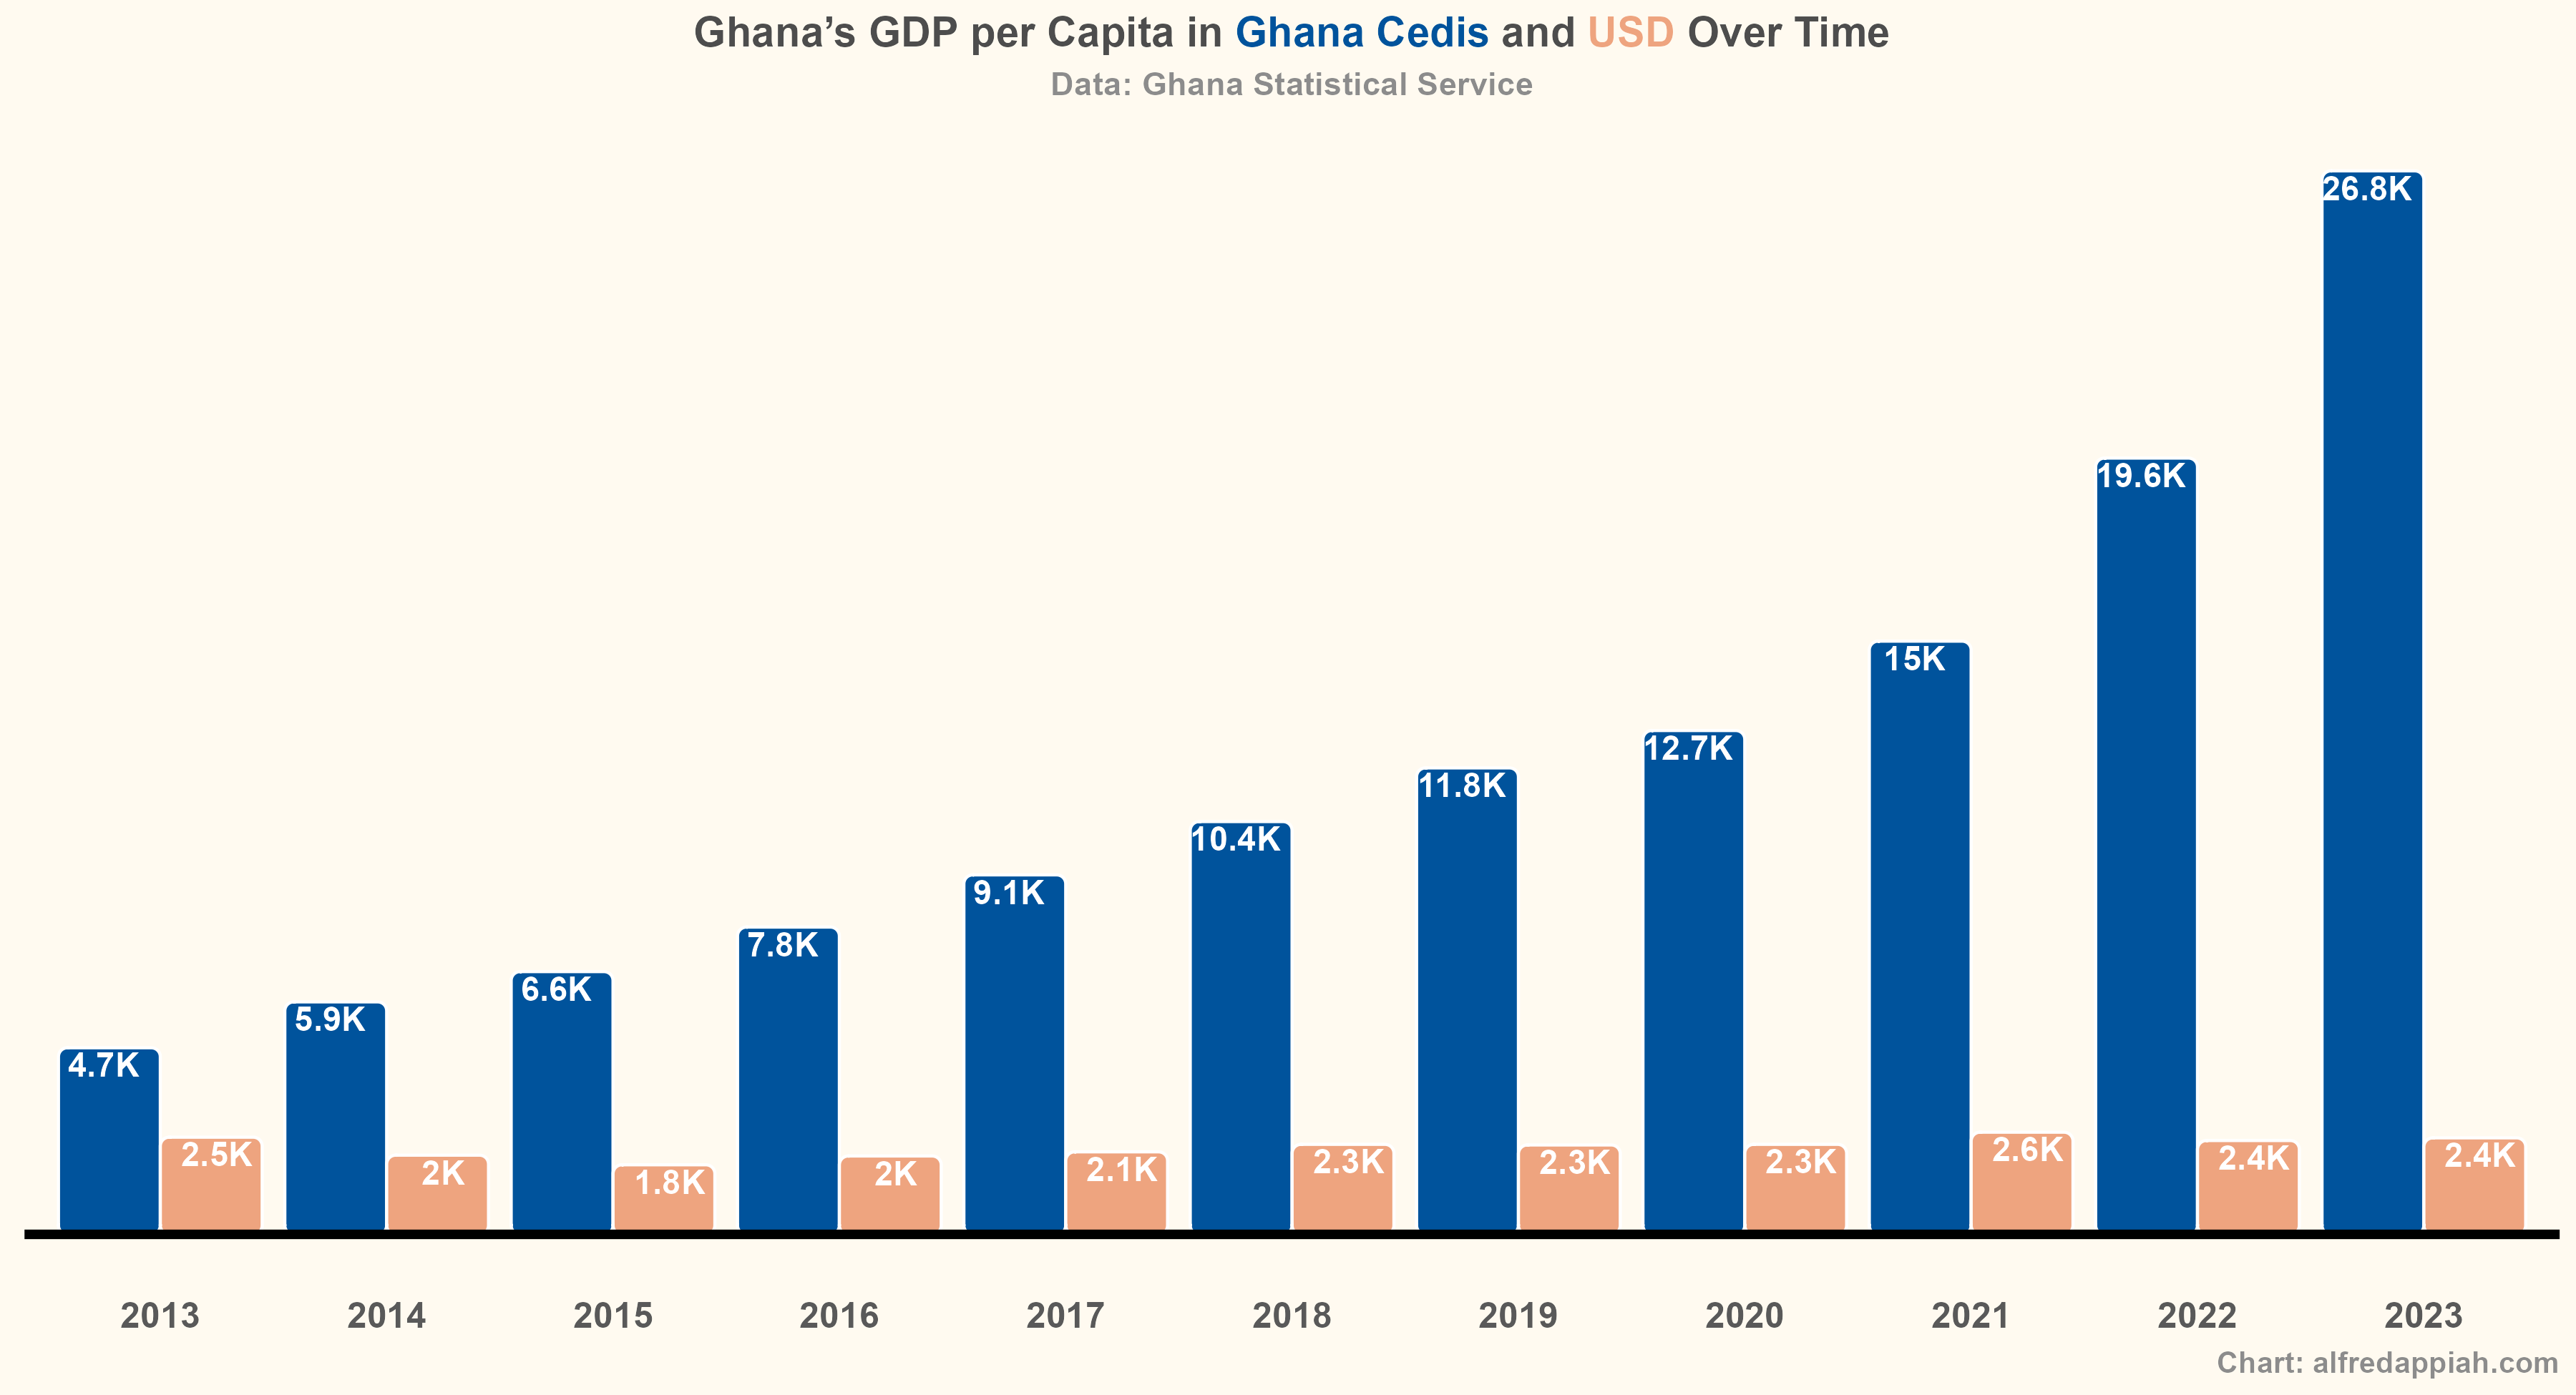 Ghana’s GDP per Capita in Ghana Cedis and USD Over Time
Data: Ghana Statistical Service
4.7K
2.5K
5.9K
2K
6.6K
1.8K
7.8K
2K
9.1K
2.1K
10.4K
2.3K
11.8K
2.3K
12.7K
2.3K
15K
2.6K
19.6K
2.4K
26.8K
2.4K
2013 2014 2015 2016 2017 2018 2019 2020 2021 2022 2023
Chart: alfredappiah.com